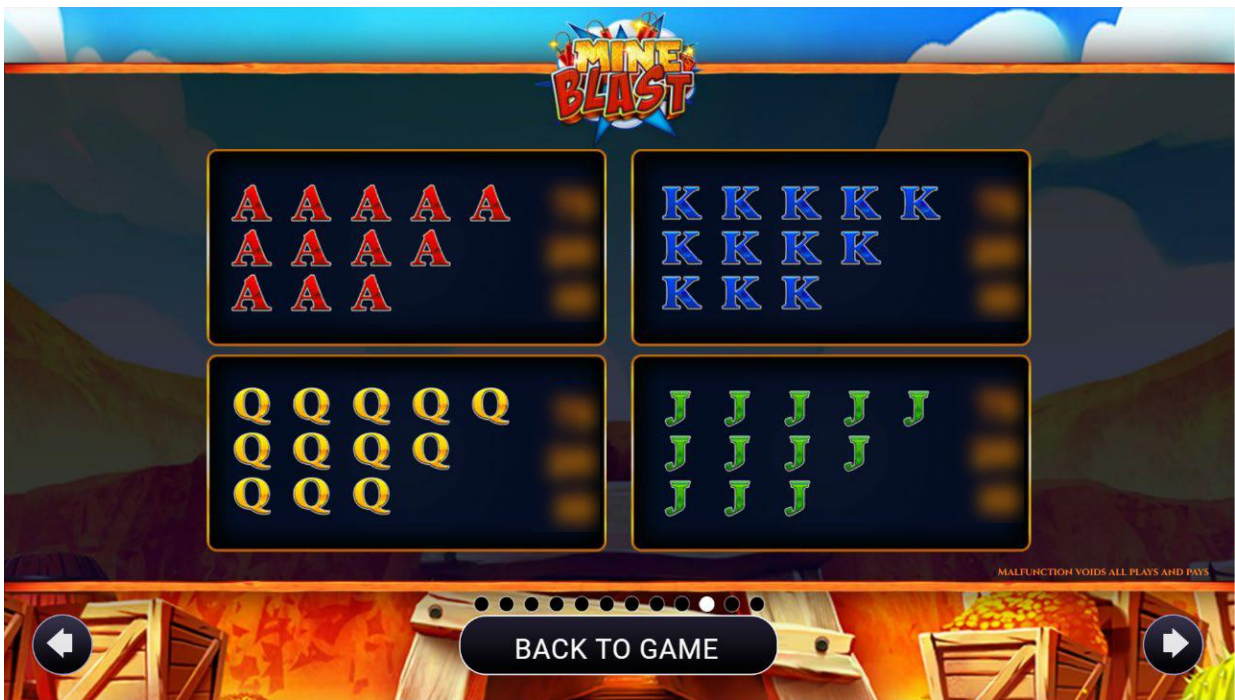 MINE
BLAST
A A A A A
A A A A
A A A
K K K K K
K K K K
K K K
Q Q Q Q Q
Q Q Q Q
Q Q Q
J J J J J
J J J J
J J J
MALFUNCTION VOIDS ALL PLAYS AND PAYS
BACK TO GAME